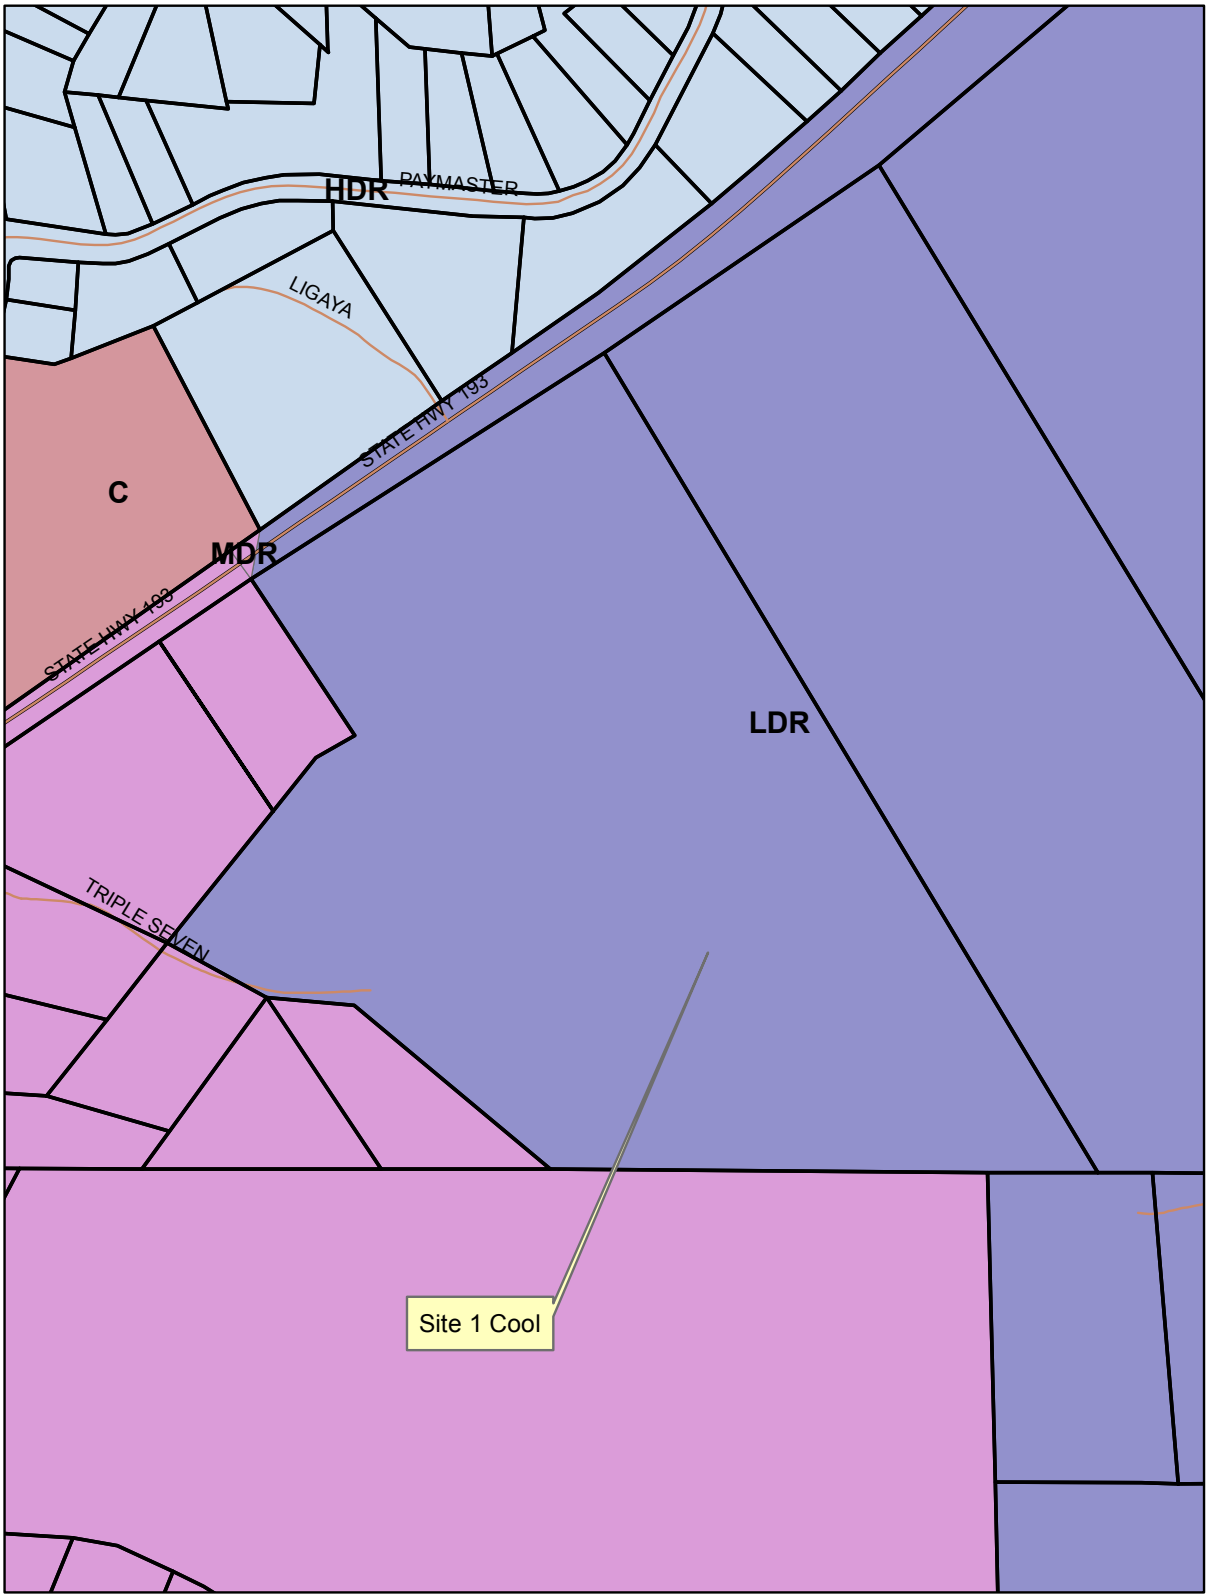 PAYMASTER
HDR
LIGAYA
STATE HWY 193
C
MDR
STATE HWY 193
LDR
TRIPLE SEVEN
Site 1 Cool